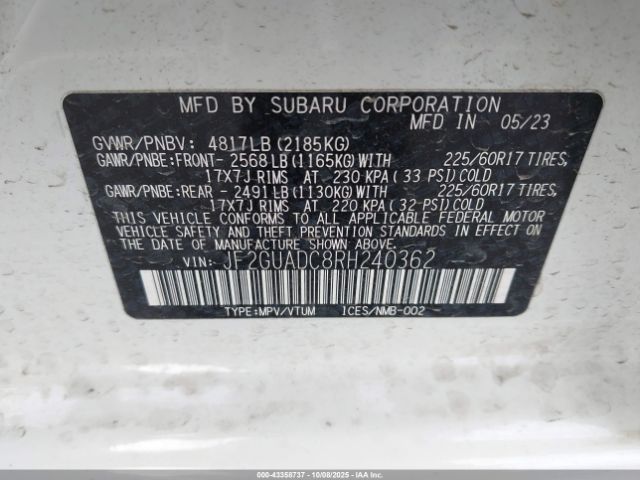 MFD BY SUBARU CORPORATION
MFD IN 05/23
GVWR/PNBV: 4817LB(2185KG)
GAWR/PNBE:FRONT- 2568LB(1165KG)WITH 225/60R17 TIRES,
17X7J RIMS AT 230 KPA(33 PSI)COLD
GAWR/PNBE:REAR - 2491LB(1130KG)WITH 225/60R17 TIRES,
17X7J RIMS AT 220 KPA(32 PSI)COLD
THIS VEHICLE CONFORMS TO ALL APPLICABLE FEDERAL MOTOR
VEHICLE SAFETY AND THEFT PREVENTION STANDARDS IN EFFECT
ON THE DATE OF MANUFACTURE SHOWN ABOVE.
VIN: JF2GUADC8RH240362
TYPE:MPV/VTUM ICES/NMB-002
000-43358737 - 10/08/2025 - IAAI.com